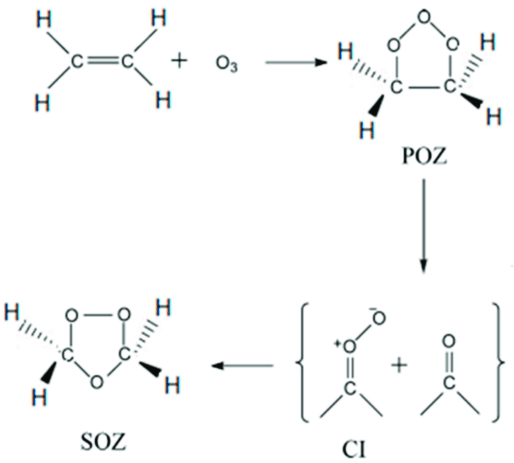 H H O O O
C C + O₃ O O H
H H H C C
H H
POZ
O⁻
H O O H ⁺O O
C C C + C
H O H
SOZ CI